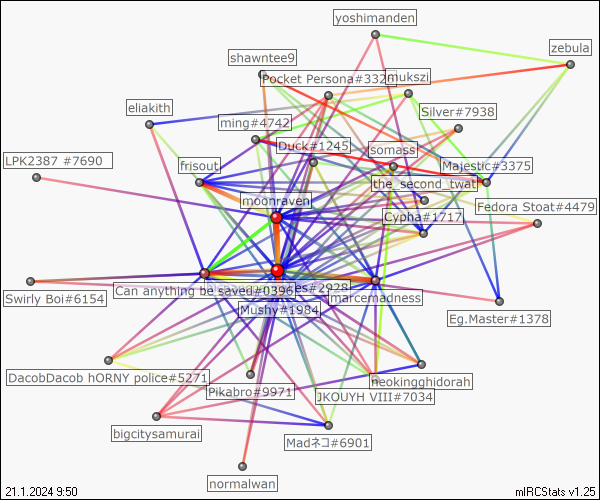 yoshimanden
zebula
shawntee9
Pocket Persona#332
mukszi
eliakith
Silver#7938
ming#4742
Duck#1245
somass
LPK2387 #7690
frisout
Majestic#3375
the_second_twat
moonraven
Fedora Stoat#4479
Cypha#1717
Can anything be saved#0396
es#2928
marcemadness
Swirly Boi#6154
Mushy#1984
Eg.Master#1378
DacobDacob hORNY police#5271
neokingghidorah
Pikabro#9971
JKOUYH VIII#7034
bigcitysamurai
Madネコ#6901
normalwan
21.1.2024 9:50
mIRCStats v1.25